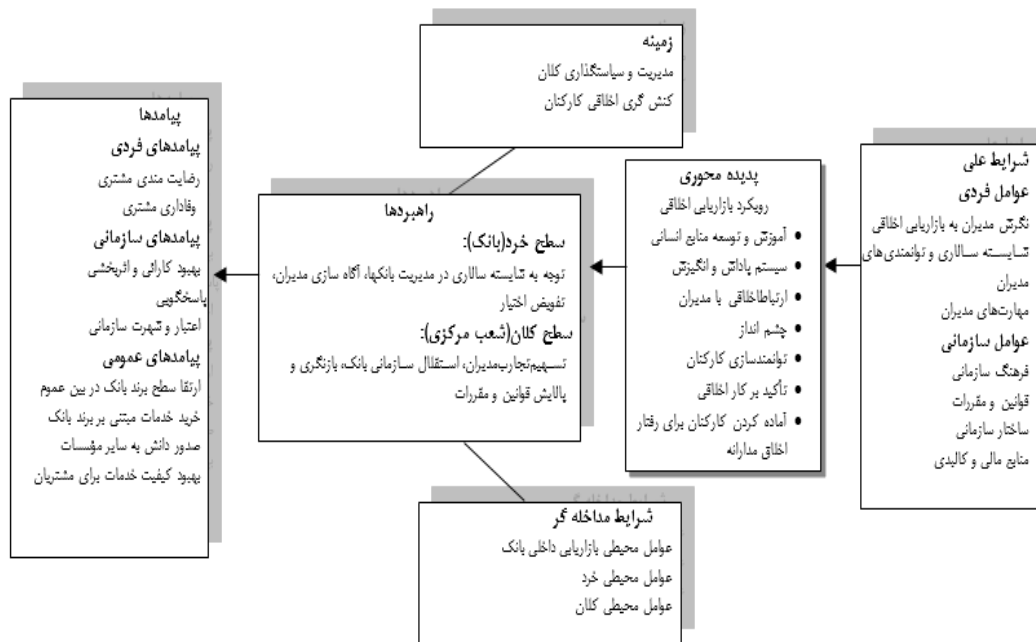 زمینه
مدیریت و سیاستگذاری کلان
کنش گری اخلاقی کارکنان
شرایط علی
عوامل فردی
نگرش مدیران به بازاریابی اخلاقی
شایسته سالاری و توانمندی‌های
مدیران
مهارت‌های مدیران
عوامل سازمانی
فرهنگ سازمانی
قوانین و مقررات
ساختار سازمانی
منابع مالی و کالبدی
پدیده محوری
رویکرد بازاریابی اخلاقی
• آموزش و توسعه منابع انسانی
• سیستم پاداش و انگیزش
• ارتباط‌اخلاقی با مدیران
• چشم انداز
• توانمندسازی کارکنان
• تأکید بر کار اخلاقی
• آماده کردن کارکنان برای رفتار
اخلاق مدارانه
راهبردها
سطح خرد(بانک):
توجه به شایسته سالاری در مدیریت بانکها، آگاه سازی مدیران،
تفویض اختیار
سطح کلان(شعب مرکزی):
تسهیم‌تجارب‌مدیران، استقلال سازمانی بانک، بازنگری و
پالایش قوانین و مقررات
پیامدها
پیامدهای فردی
رضایت مندی مشتری
وفاداری مشتری
پیامدهای سازمانی
بهبود کارائی و اثربخشی
پاسخگویی
اعتبار و شهرت سازمانی
پیامدهای عمومی
ارتقا سطح برند بانک در بین عموم
خرید خدمات مبتنی بر برند بانک
صدور دانش به سایر مؤسسات
بهبود کیفیت خدمات برای مشتریان
شرایط مداخله گر
عوامل محیطی بازاریابی داخلی بانک
عوامل محیطی خرد
عوامل محیطی کلان